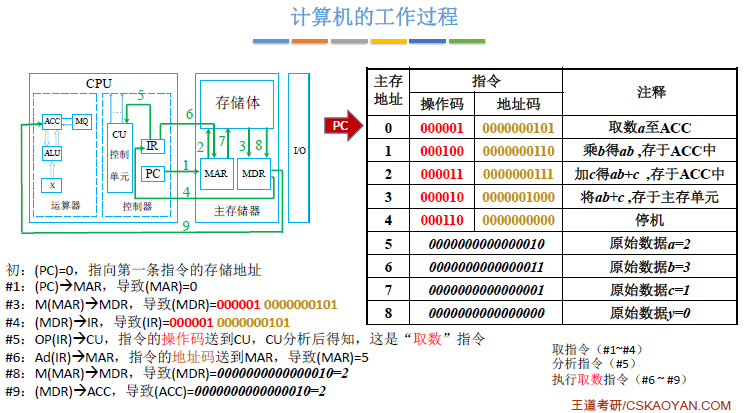 计算机的工作过程
CPU
5
6
ACC
MQ
CU
控制
单元
IR
PC
ALU
X
运算器
控制器
存储体
2
7
3
8
1
MAR
MDR
4
主存储器
9
I/O
PC
主存地址 指令 注释
操作码 地址码
0 000001 0000000101 取数a至ACC
1 000100 0000000110 乘b得ab ,存于ACC中
2 000011 0000000111 加c得ab+c ,存于ACC中
3 000010 0000001000 将ab+c ,存于主存单元
4 000110 0000000000 停机
5 0000000000000010 原始数据a=2
6 0000000000000011 原始数据b=3
7 0000000000000001 原始数据c=1
8 0000000000000000 原始数据y=0
初：(PC)=0，指向第一条指令的存储地址
#1：(PC)→MAR，导致(MAR)=0
#3：M(MAR)→MDR，导致(MDR)=000001 0000000101
#4：(MDR)→IR，导致(IR)=000001 0000000101
#5：OP(IR)→CU，指令的操作码送到CU，CU分析后得知，这是“取数”指令
#6：Ad(IR)→MAR，指令的地址码送到MAR，导致(MAR)=5
#8：M(MAR)→MDR，导致(MDR)=0000000000000010=2
#9：(MDR)→ACC，导致(ACC)=0000000000000010=2
取指令（#1~#4）
分析指令（#5）
执行取数指令（#6～#9）
王道考研/CSKAOYAN.COM